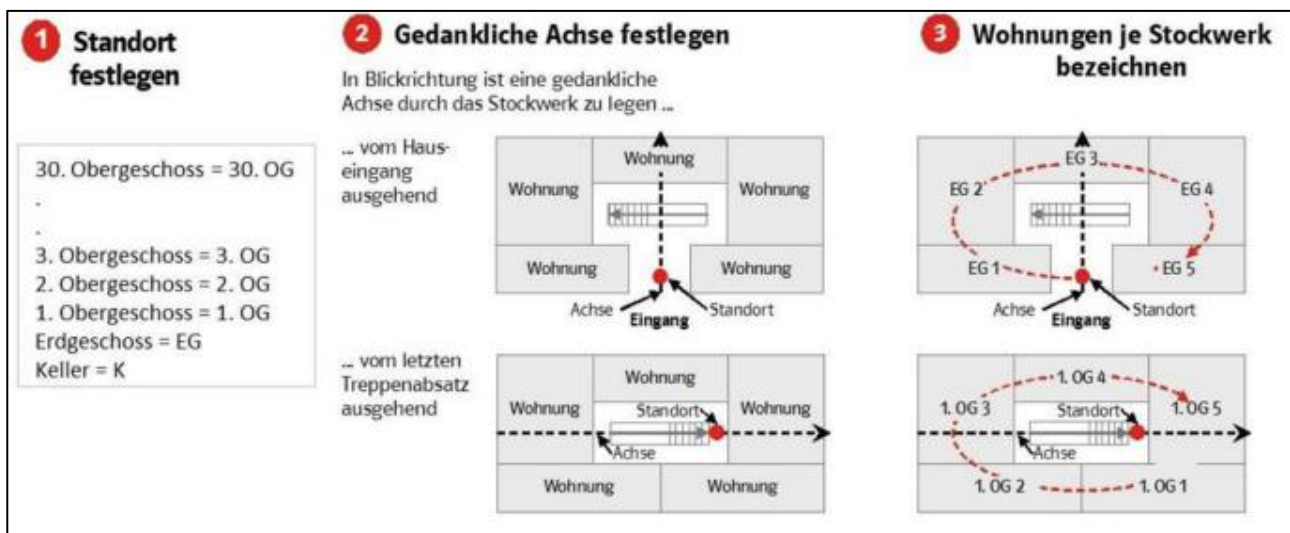 1 Standort
festlegen
30. Obergeschoss = 30. OG
.
.
3. Obergeschoss = 3. OG
2. Obergeschoss = 2. OG
1. Obergeschoss = 1. OG
Erdgeschoss = EG
Keller = K
2 Gedankliche Achse festlegen
In Blickrichtung ist eine gedankliche
Achse durch das Stockwerk zu legen ...
... vom Haus-
eingang
ausgehend
Wohnung
Wohnung
Wohnung
Wohnung
Wohnung
Achse
Eingang
Standort
... vom letzten
Treppenabsatz
ausgehend
Wohnung
Wohnung
Standort
Wohnung
Achse
Wohnung
Wohnung
3 Wohnungen je Stockwerk
bezeichnen
EG 3
EG 2
EG 4
EG 1
EG 5
Achse
Eingang
Standort
1. OG 4
1. OG 3
Standort
1. OG 5
Achse
1. OG 2
1. OG 1